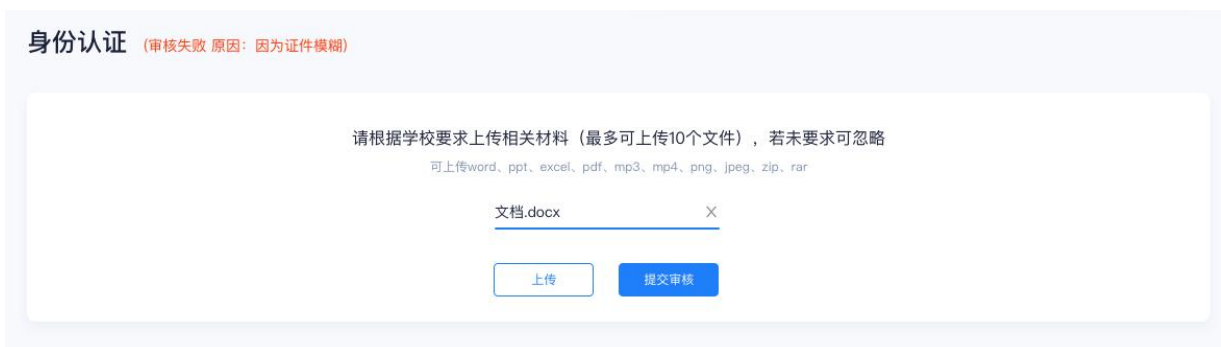 身份认证 (审核失败 原因：因为证件模糊)
请根据学校要求上传相关材料（最多可上传10个文件），若未要求可忽略
可上传word、ppt、excel、pdf、mp3、mp4、png、jpeg、zip、rar
文档.docx X
上传 提交审核